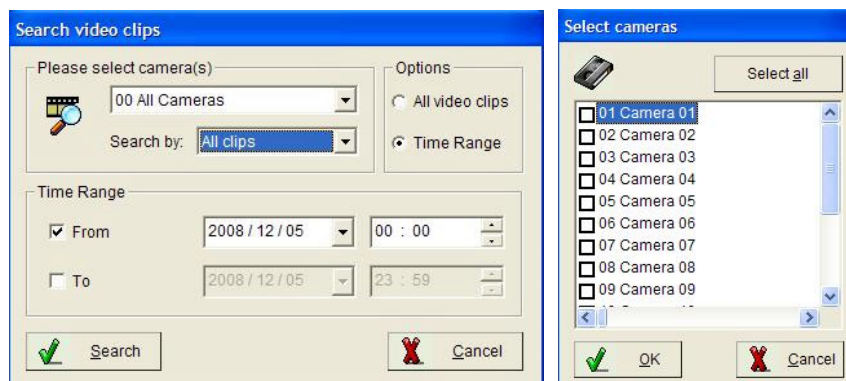 Search video clips
Please select camera(s)
00 All Cameras
Search by: All clips
Options
All video clips
Time Range
Time Range
From 2008 / 12 / 05 00 : 00
To 2008 / 12 / 05 23 : 59
Search Cancel
Select cameras
Select all
01 Camera 01
02 Camera 02
03 Camera 03
04 Camera 04
05 Camera 05
06 Camera 06
07 Camera 07
08 Camera 08
09 Camera 09
OK Cancel